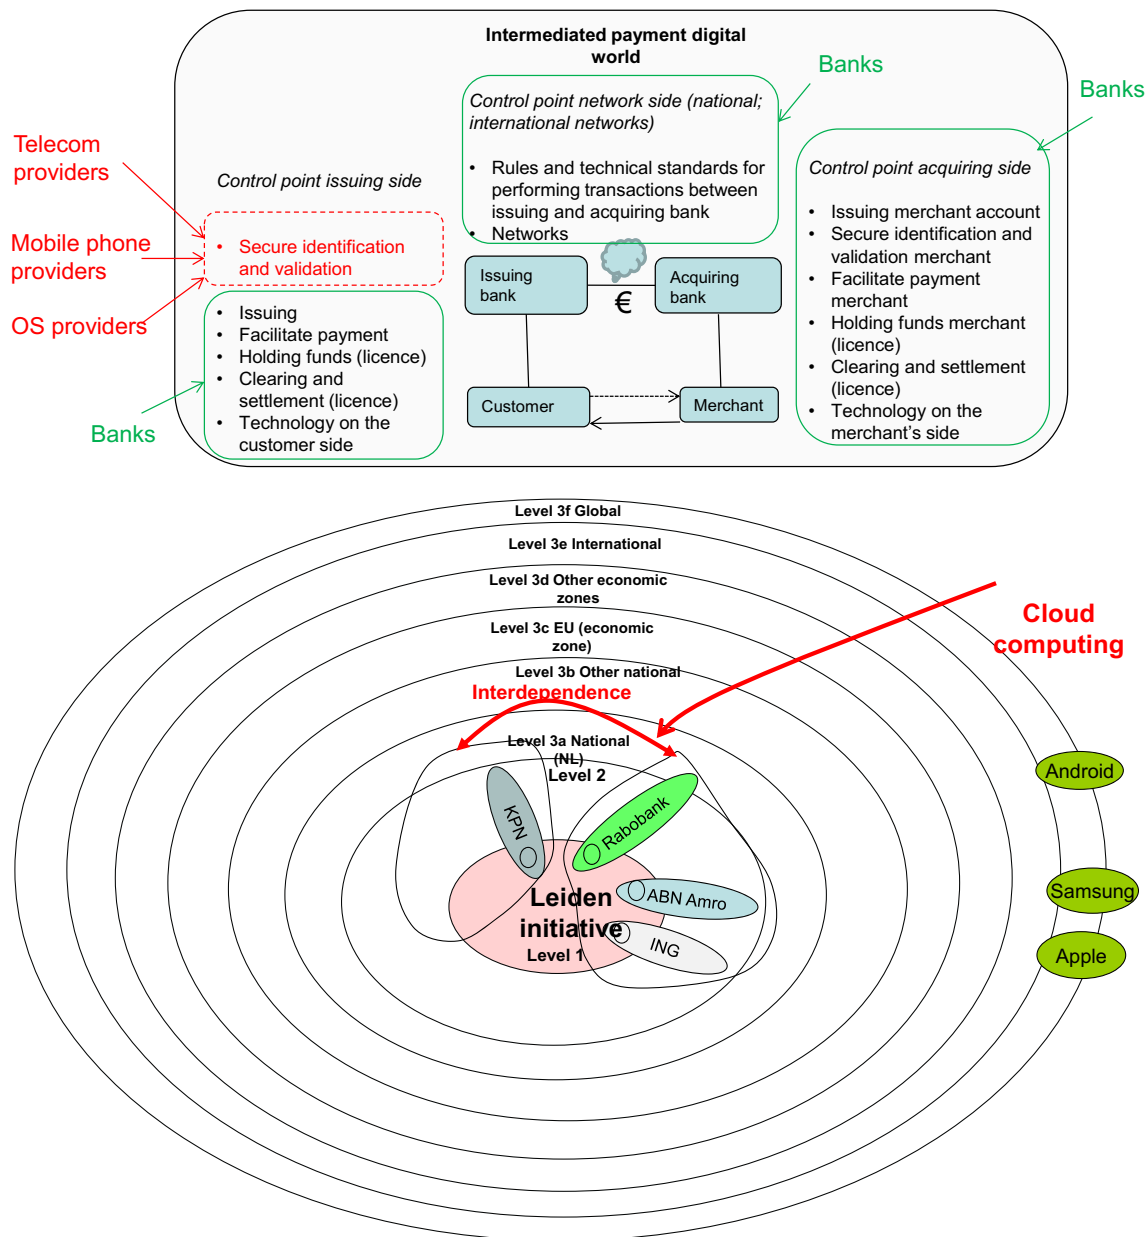 Intermediated payment digital
world
Banks
Banks
Telecom
providers
Mobile phone
providers
OS providers
Banks
Control point issuing side
• Secure identification
and validation
• Issuing
• Facilitate payment
• Holding funds (licence)
• Clearing and
settlement (licence)
• Technology on the
customer side
Control point network side (national;
international networks)
• Rules and technical standards for
performing transactions between
issuing and acquiring bank
• Networks
Issuing
bank
€
Acquiring
bank
Customer
Merchant
Control point acquiring side
• Issuing merchant account
• Secure identification and
validation merchant
• Facilitate payment
merchant
• Holding funds merchant
(licence)
• Clearing and settlement
(licence)
• Technology on the
merchant's side
Level 3f Global
Level 3e International
Level 3d Other economic
zones
Level 3c EU (economic
zone)
Level 3b Other national
Interdependence
Cloud
computing
Level 3a National
(NL)
Level 2
KPN
Rabobank
ABN Amro
ING
Leiden
initiative
Level 1
Android
Samsung
Apple